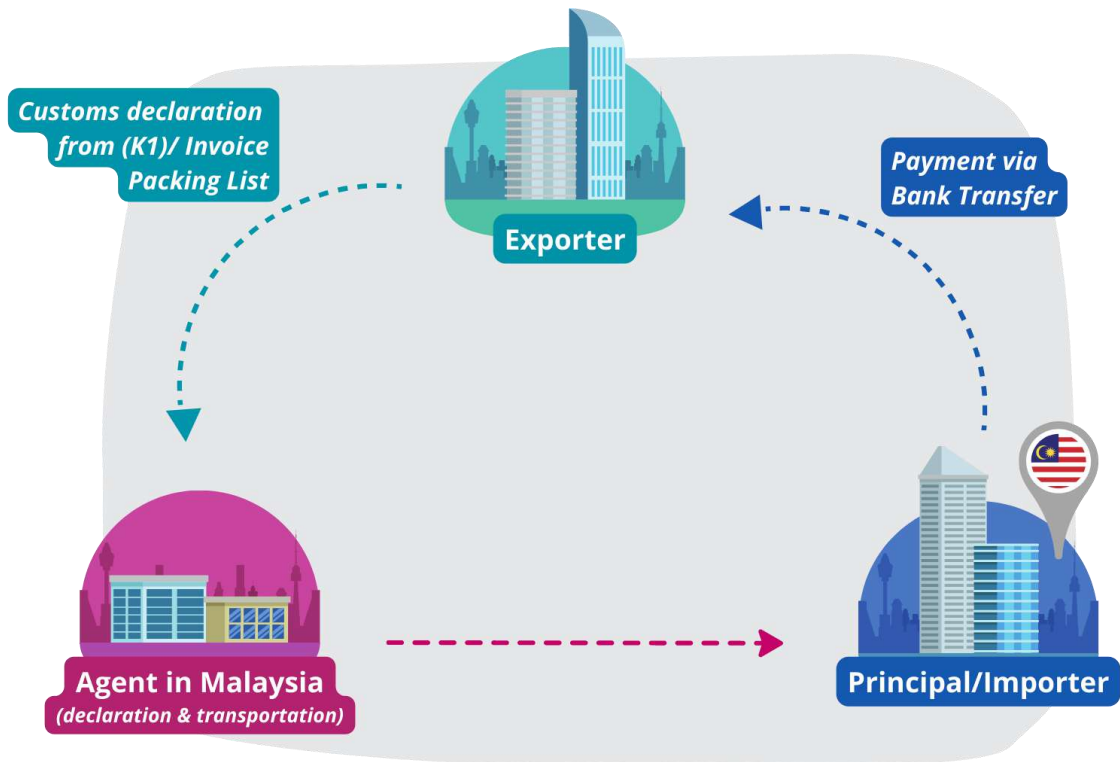 Customs declaration
from (K1)/ Invoice
Packing List
Payment via
Bank Transfer
Exporter
Agent in Malaysia
(declaration & transportation)
Principal/Importer